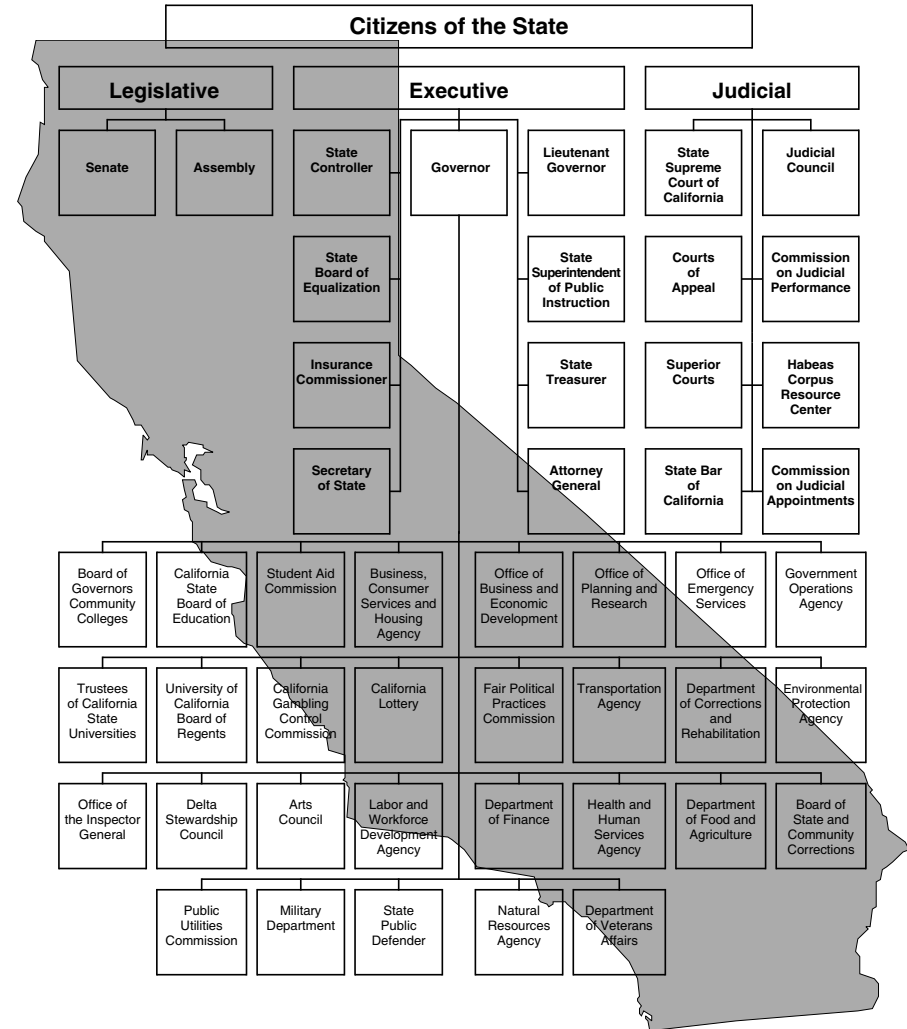 Citizens of the State
Legislative
Executive
Judicial
Senate
Assembly
State
Controller
Governor
Lieutenant
Governor
State
Supreme
Court of
California
Judicial
Council
State
Board of
Equalization
State
Superintendent
of Public
Instruction
Courts
of
Appeal
Commission
on Judicial
Performance
Insurance
Commissioner
State
Treasurer
Superior
Courts
Habeas
Corpus
Resource
Center
Secretary
of State
Attorney
General
State Bar
of
California
Commission
on Judicial
Appointments
Board of
Governors
Community
Colleges
California
State
Board of
Education
Student Aid
Commission
Business,
Consumer
Services and
Housing
Agency
Office of
Business and
Economic
Development
Office of
Planning and
Research
Office of
Emergency
Services
Government
Operations
Agency
Trustees
of California
State
Universities
University of
California
Board of
Regents
California
Gambling
Control
Commission
California
Lottery
Fair Political
Practices
Commission
Transportation
Agency
Department
of Corrections
and
Rehabilitation
Environmental
Protection
Agency
Office of
the Inspector
General
Delta
Stewardship
Council
Arts
Council
Labor and
Workforce
Development
Agency
Department
of Finance
Health and
Human
Services
Agency
Department
of Food and
Agriculture
Board of
State and
Community
Corrections
Public
Utilities
Commission
Military
Department
State
Public
Defender
Natural
Resources
Agency
Department
of Veterans
Affairs